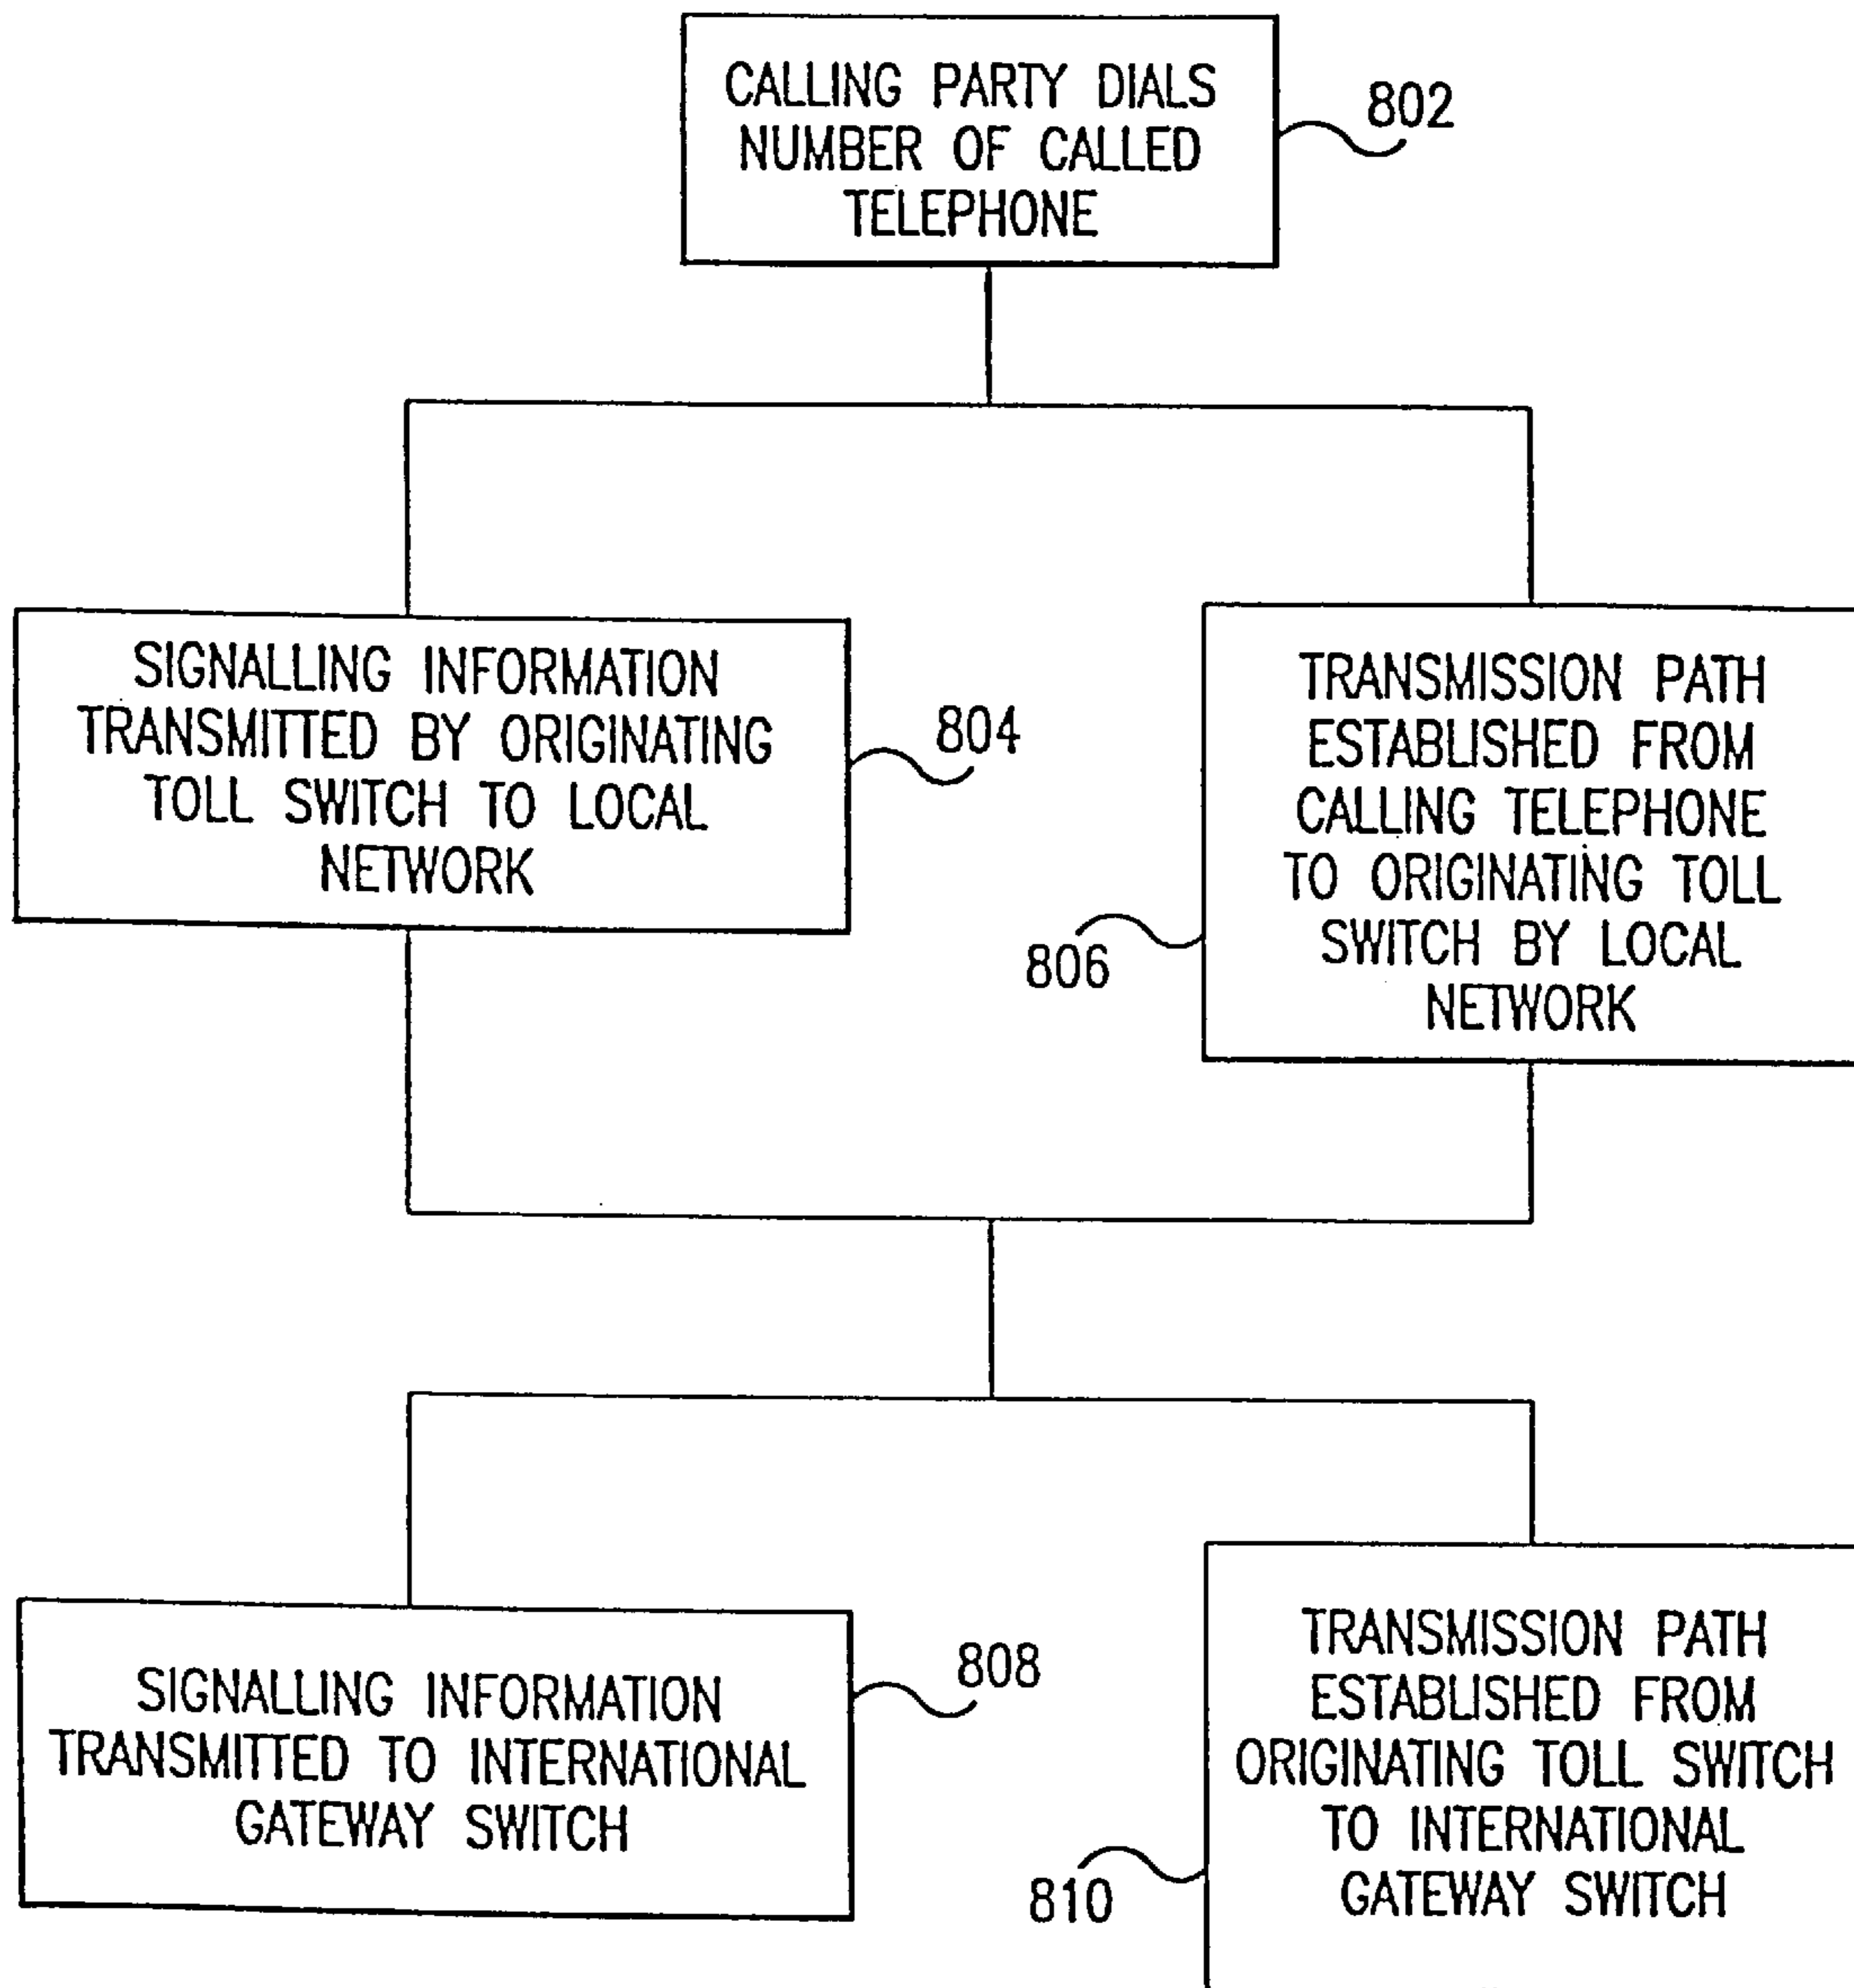 CALLING PARTY DIALS
NUMBER OF CALLED
TELEPHONE
802
SIGNALLING INFORMATION
TRANSMITTED BY ORIGINATING
TOLL SWITCH TO LOCAL
NETWORK
804
TRANSMISSION PATH
ESTABLISHED FROM
CALLING TELEPHONE
TO ORIGINATING TOLL
SWITCH BY LOCAL
NETWORK
806
SIGNALLING INFORMATION
TRANSMITTED TO INTERNATIONAL
GATEWAY SWITCH
808
TRANSMISSION PATH
ESTABLISHED FROM
ORIGINATING TOLL SWITCH
TO INTERNATIONAL
GATEWAY SWITCH
810